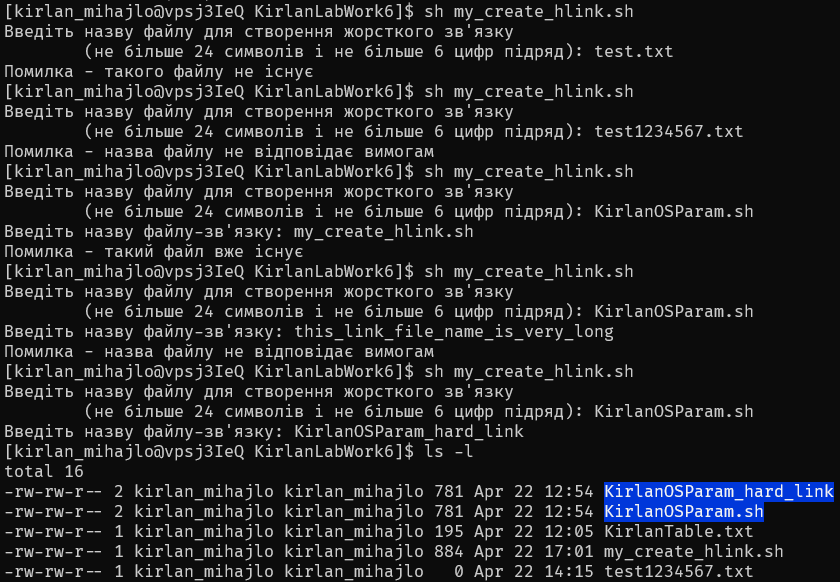 [kirlan_mihajlo@vpsj3IeQ KirlanLabWork6]$ sh my_create_hlink.sh
Введіть назву файлу для створення жорсткого зв'язку
        (не більше 24 символів і не більше 6 цифр підряд): test.txt
Помилка - такого файлу не існує
[kirlan_mihajlo@vpsj3IeQ KirlanLabWork6]$ sh my_create_hlink.sh
Введіть назву файлу для створення жорсткого зв'язку
        (не більше 24 символів і не більше 6 цифр підряд): test1234567.txt
Помилка - назва файлу не відповідає вимогам
[kirlan_mihajlo@vpsj3IeQ KirlanLabWork6]$ sh my_create_hlink.sh
Введіть назву файлу для створення жорсткого зв'язку
        (не більше 24 символів і не більше 6 цифр підряд): KirlanOSParam.sh
Введіть назву файлу-зв'язку: my_create_hlink.sh
Помилка - такий файл вже існує
[kirlan_mihajlo@vpsj3IeQ KirlanLabWork6]$ sh my_create_hlink.sh
Введіть назву файлу для створення жорсткого зв'язку
        (не більше 24 символів і не більше 6 цифр підряд): KirlanOSParam.sh
Введіть назву файлу-зв'язку: this_link_file_name_is_very_long
Помилка - назва файлу не відповідає вимогам
[kirlan_mihajlo@vpsj3IeQ KirlanLabWork6]$ sh my_create_hlink.sh
Введіть назву файлу для створення жорсткого зв'язку
        (не більше 24 символів і не більше 6 цифр підряд): KirlanOSParam.sh
Введіть назву файлу-зв'язку: KirlanOSParam_hard_link
[kirlan_mihajlo@vpsj3IeQ KirlanLabWork6]$ ls -l
total 16
-rw-rw-r-- 2 kirlan_mihajlo kirlan_mihajlo 781 Apr 22 12:54 KirlanOSParam_hard_link
-rw-rw-r-- 2 kirlan_mihajlo kirlan_mihajlo 781 Apr 22 12:54 KirlanOSParam.sh
-rw-rw-r-- 1 kirlan_mihajlo kirlan_mihajlo 195 Apr 22 12:05 KirlanTable.txt
-rw-rw-r-- 1 kirlan_mihajlo kirlan_mihajlo 884 Apr 22 17:01 my_create_hlink.sh
-rw-rw-r-- 1 kirlan_mihajlo kirlan_mihajlo   0 Apr 22 14:15 test1234567.txt